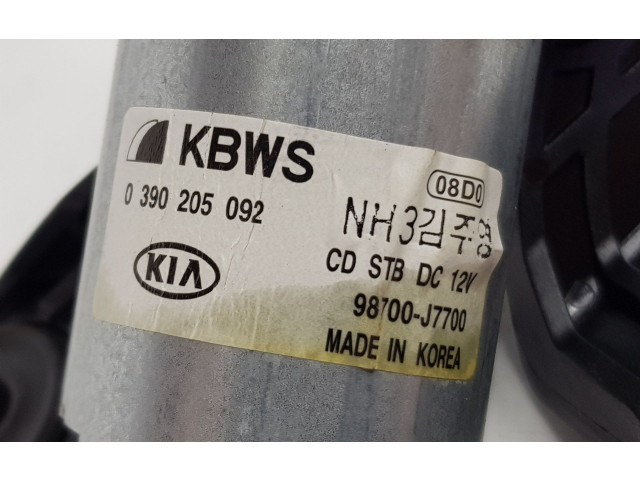 KBWS
08D0
0 390 205 092
NH3김주영
KIA
CD STB DC 12V
98700-J7700
MADE IN KOREA